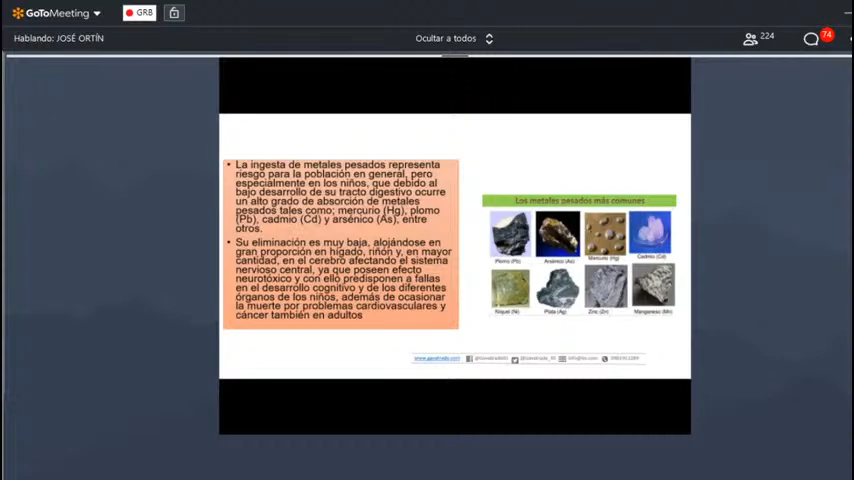 GoToMeeting
GRB
Hablando: JOSÉ ORTÍN
Ocultar a todos
224
74
• La ingesta de metales pesados representa
riesgo para la población en general, pero
especialmente en los niños, que debido al
bajo desarrollo de su tracto digestivo ocurre
un alto grado de absorción de metales
pesados tales como; mercurio (Hg), plomo
(Pb), cadmio (Cd) y arsénico (As), entre
otros.
• Su eliminación es muy baja, alojándose en
gran proporción en hígado, riñón y, en mayor
cantidad, en el cerebro afectando el sistema
nervioso central, ya que poseen efecto
neurotóxico y con ello predisponen a fallas
en el desarrollo cognitivo y de los diferentes
órganos de los niños, además de ocasionar
la muerte por problemas cardiovasculares y
cáncer también en adultos
Los metales pesados más comunes
Plomo (Pb) Arsénico (As) Mercurio (Hg) Cadmio (Cd)
Níquel (Ni) Plata (Ag) Zinc (Zn) Manganeso (Mn)